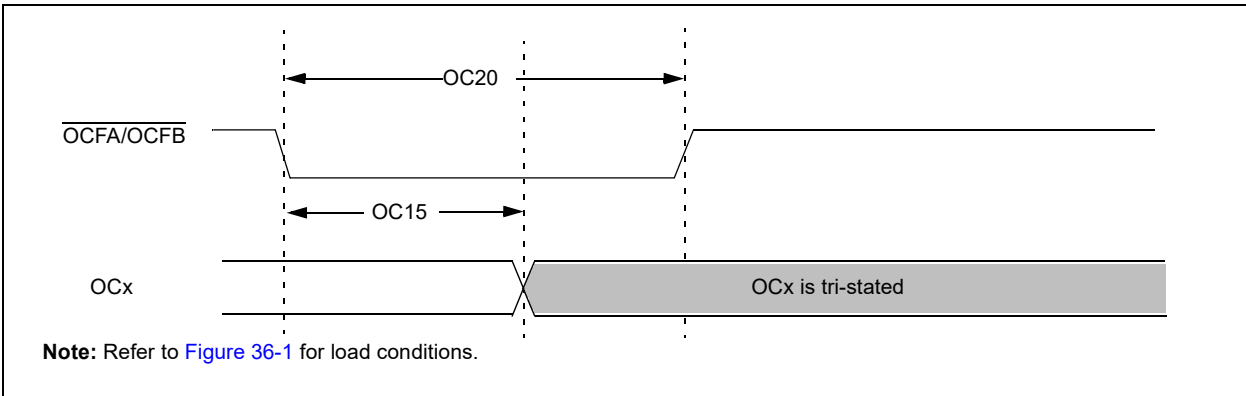 OC20
OCFA/OCFB
OC15
OCx
OCx is tri-stated
Note: Refer to Figure 36-1 for load conditions.